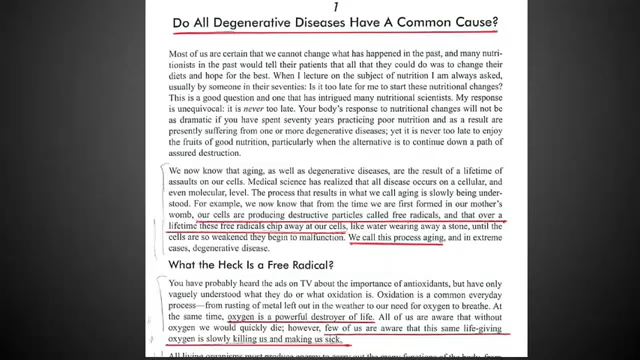 1
Do All Degenerative Diseases Have A Common Cause?
Most of us are certain that we cannot change what has happened in the past, and many nutri-
tionists in the past would tell their patients that all that they could do was to change their
diets and hope for the best. When I lecture on the subject of nutrition I am always asked,
usually by someone in their seventies: Is it too late for me to start these nutritional changes?
This is a good question and one that has intrigued many nutritional scientists. My response
is unequivocal: it is never too late. Your body's response to nutritional changes will not be
as dramatic if you have spent seventy years practicing poor nutrition and as a result are
presently suffering from one or more degenerative diseases; yet it is never too late to enjoy
the fruits of good nutrition, particularly when the alternative is to continue down a path of
assured destruction.
We now know that aging, as well as degenerative diseases, are the result of a lifetime of
assaults on our cells. Medical science has realized that all disease occurs on a cellular, and
even molecular, level. The process that results in what we call aging is slowly being under-
stood. For example, we now know that from the time we are first formed in our mother's
womb, our cells are producing destructive particles called free radicals, and that over a
lifetime these free radicals chip away at our cells, like water wearing away a stone, until the
cells are so weakened they begin to malfunction. We call this process aging, and in extreme
cases, degenerative disease.
What the Heck Is a Free Radical?
You have probably heard the ads on TV about the importance of antioxidants, but have only
vaguely understood what they do or what oxidation is. Oxidation is a common everyday
process—from rusting of metal left out in the weather to our need for oxygen to breathe. At
the same time, oxygen is a powerful destroyer of life. All of us are aware that without
oxygen we would quickly die; however, few of us are aware that this same life-giving
oxygen is slowly killing us and making us sick.
All living organisms must produce energy to carry out the many functions of the body, from